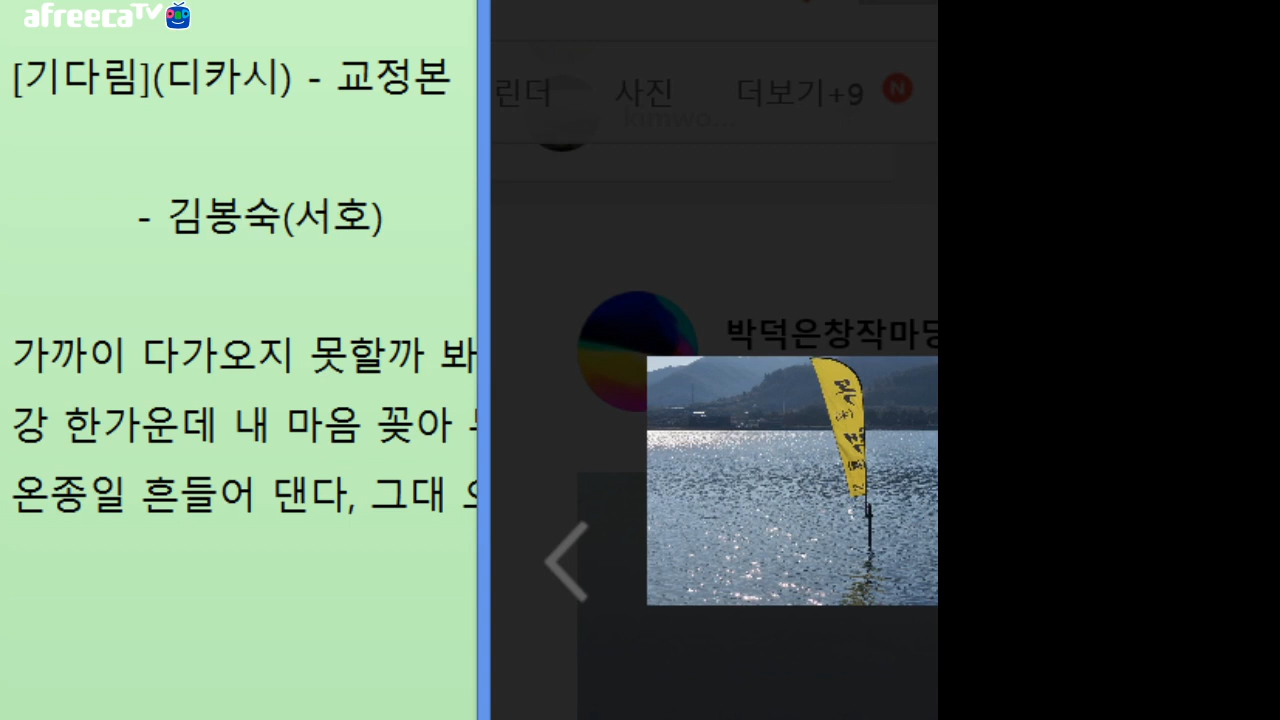 afreecaTV
[기다림](디카시) - 교정본
- 김봉숙(서호)
가까이 다가오지 못할까 봐
강 한가운데 내 마음 꽂아
온종일 흔들어 댄다, 그대
린더 사진 더보기+9 N
kimwo...
박덕은창작마당